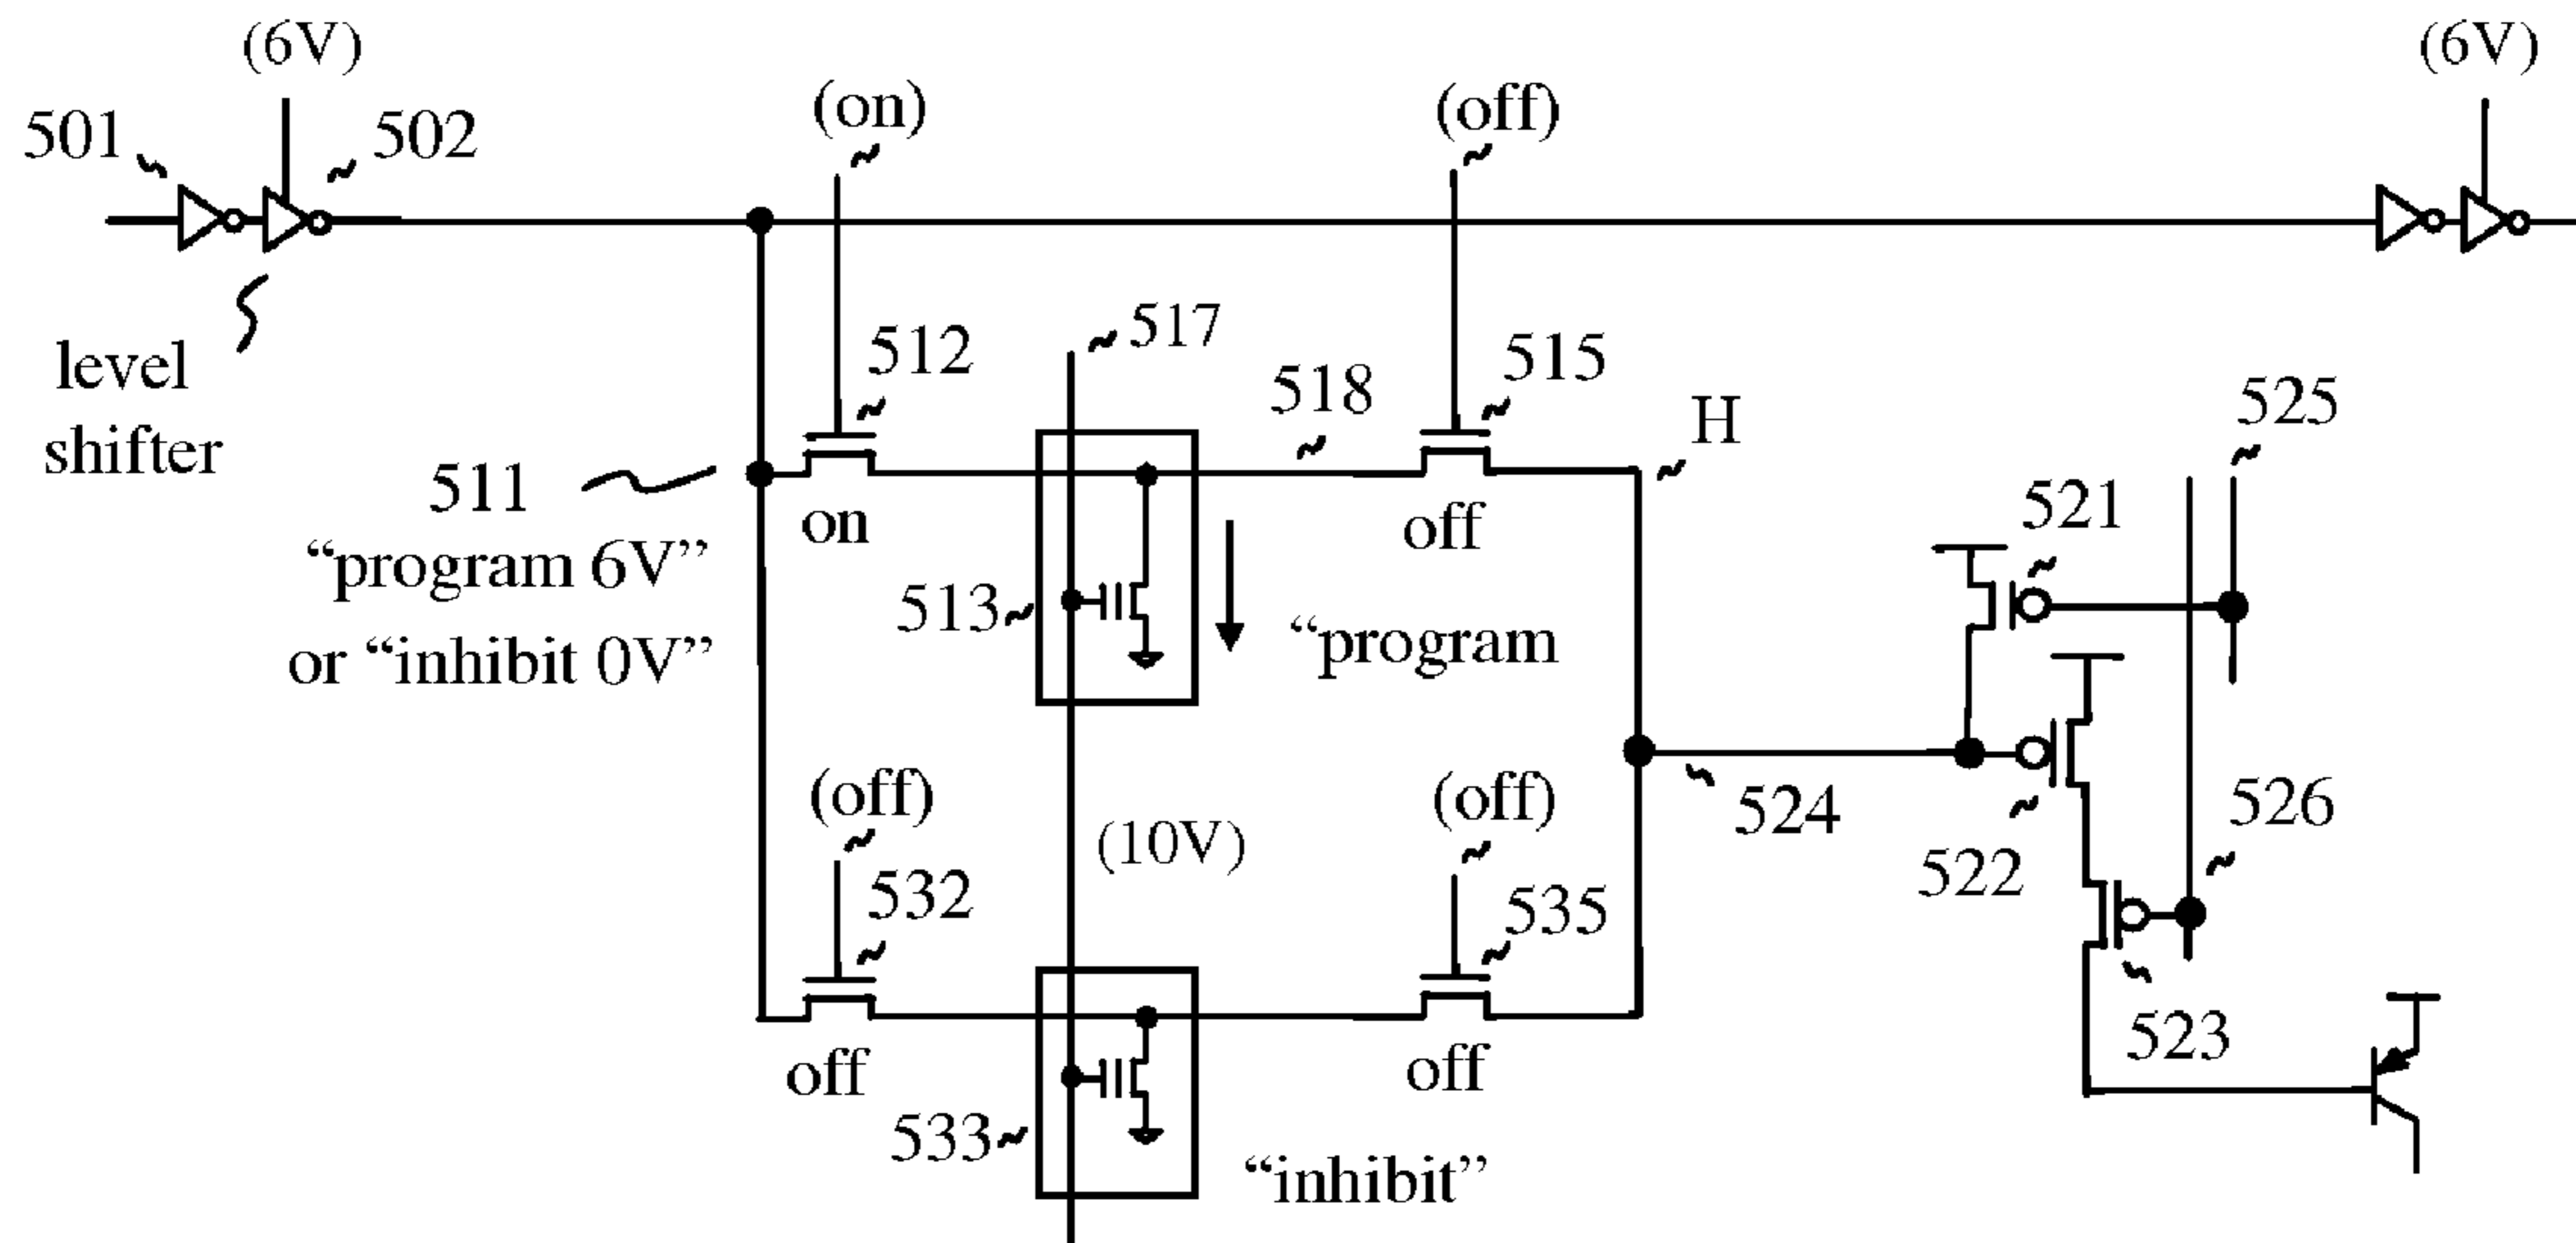 (6V)
(6V)
501
502
(on)
(off)
level
shifter
512
517
518
515
H
525
511
on
off
521
“program 6V”
or “inhibit 0V”
513
“program
(off)
(10V)
(off)
524
526
532
535
522
off
off
523
533
“inhibit”